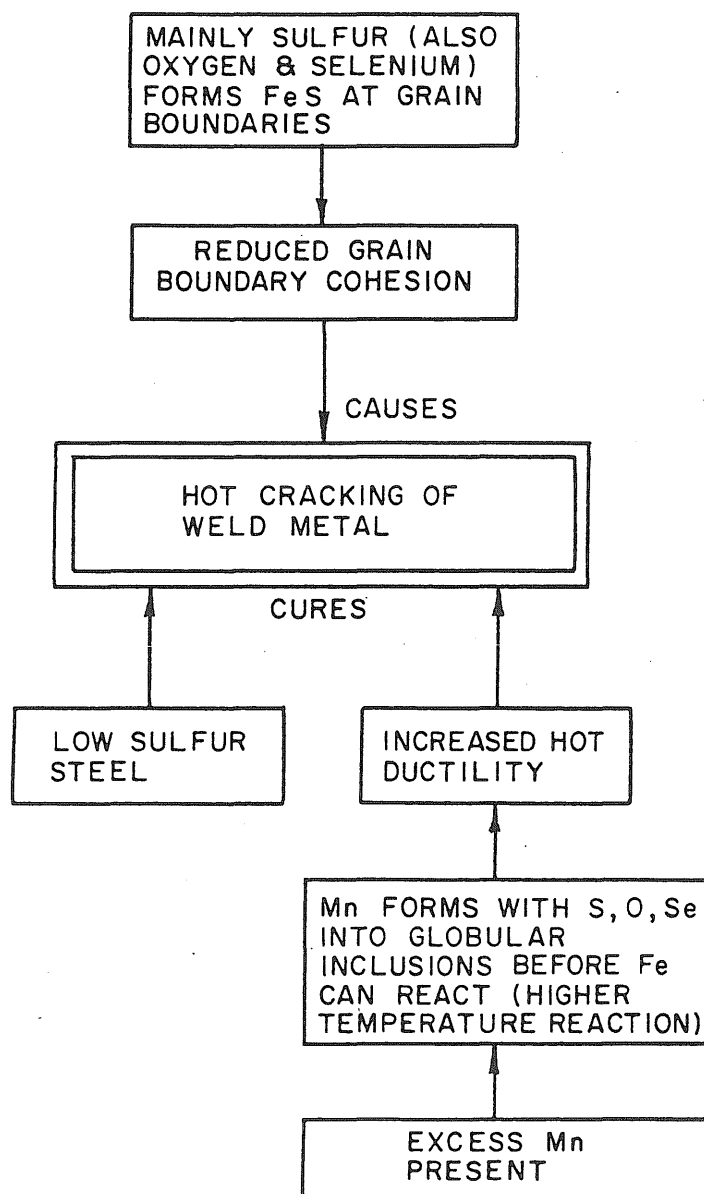 MAINLY SULFUR (ALSO
OXYGEN & SELENIUM)
FORMS FeS AT GRAIN
BOUNDARIES
REDUCED GRAIN
BOUNDARY COHESION
CAUSES
HOT CRACKING OF
WELD METAL
CURES
LOW SULFUR
STEEL
INCREASED HOT
DUCTILITY
Mn FORMS WITH S,O,Se
INTO GLOBULAR
INCLUSIONS BEFORE Fe
CAN REACT (HIGHER
TEMPERATURE REACTION)
EXCESS Mn
PRESENT